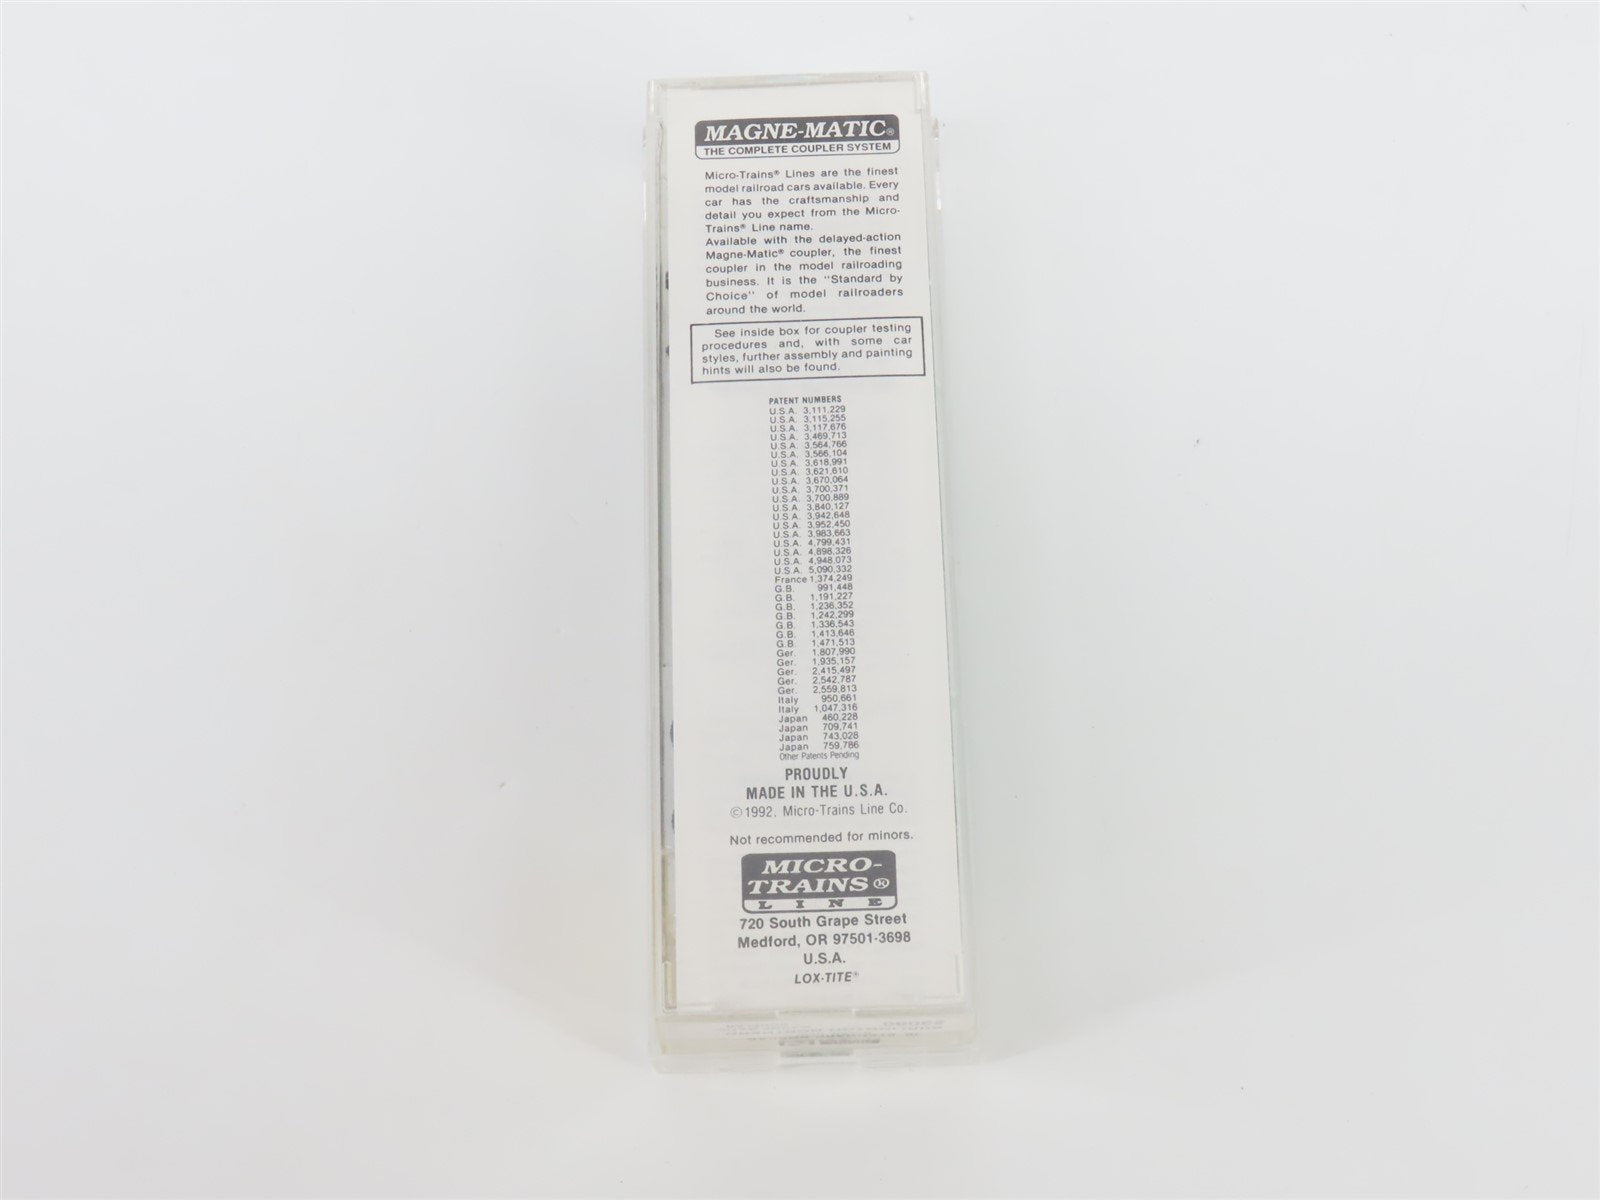 MAGNE-MATIC®
THE COMPLETE COUPLER SYSTEM
Micro-Trains® Lines are the finest
model railroad cars available. Every
car has the craftsmanship and
detail you expect from the Micro-
Trains® Line name.
Available with the delayed-action
Magne-Matic® coupler, the finest
coupler in the model railroading
business. It is the "Standard by
Choice" of model railroaders
around the world.
See inside box for coupler testing
procedures and, with some car
styles, further assembly and painting
hints will also be found.
PATENT NUMBERS
U.S.A. 3,111,229
U.S.A. 3,115,255
U.S.A. 3,117,676
U.S.A. 3,469,713
U.S.A. 3,564,766
U.S.A. 3,566,104
U.S.A. 3,618,991
U.S.A. 3,621,610
U.S.A. 3,670,064
U.S.A. 3,700,371
U.S.A. 3,700,889
U.S.A. 3,840,127
U.S.A. 3,942,648
U.S.A. 3,952,450
U.S.A. 3,983,663
U.S.A. 4,799,431
U.S.A. 4,898,326
U.S.A. 4,948,073
U.S.A. 5,090,332
France 1,374,249
G.B. 991,448
G.B. 1,191,227
G.B. 1,236,352
G.B. 1,242,299
G.B. 1,336,543
G.B. 1,413,646
G.B. 1,471,513
Ger. 1,807,990
Ger. 1,935,157
Ger. 2,415,497
Ger. 2,542,787
Ger. 2,559,813
Italy 950,661
Italy 1,047,316
Japan 460,228
Japan 709,741
Japan 743,028
Japan 759,786
Other Patents Pending
PROUDLY
MADE IN THE U.S.A.
©1992. Micro-Trains Line Co.
Not recommended for minors.
MICRO-
TRAINS®
LINE
720 South Grape Street
Medford, OR 97501-3698
U.S.A.
LOX-TITE®